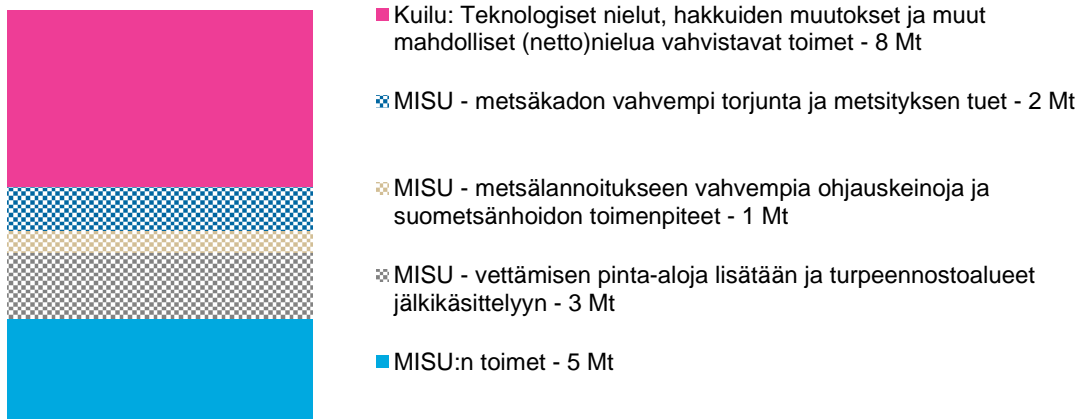 Kuilu: Teknologiset nielut, hakkuiden muutokset ja muut
mahdolliset (netto)nielua vahvistavat toimet - 8 Mt
MISU - metsäkadon vahvempi torjunta ja metsityksen tuet - 2 Mt
MISU - metsälannoitukseen vahvempia ohjauskeinoja ja
suometsänhoidon toimenpiteet - 1 Mt
MISU - vettämisen pinta-aloja lisätään ja turpeennostoalueet
jälkikäsittelyyn - 3 Mt
MISU:n toimet - 5 Mt